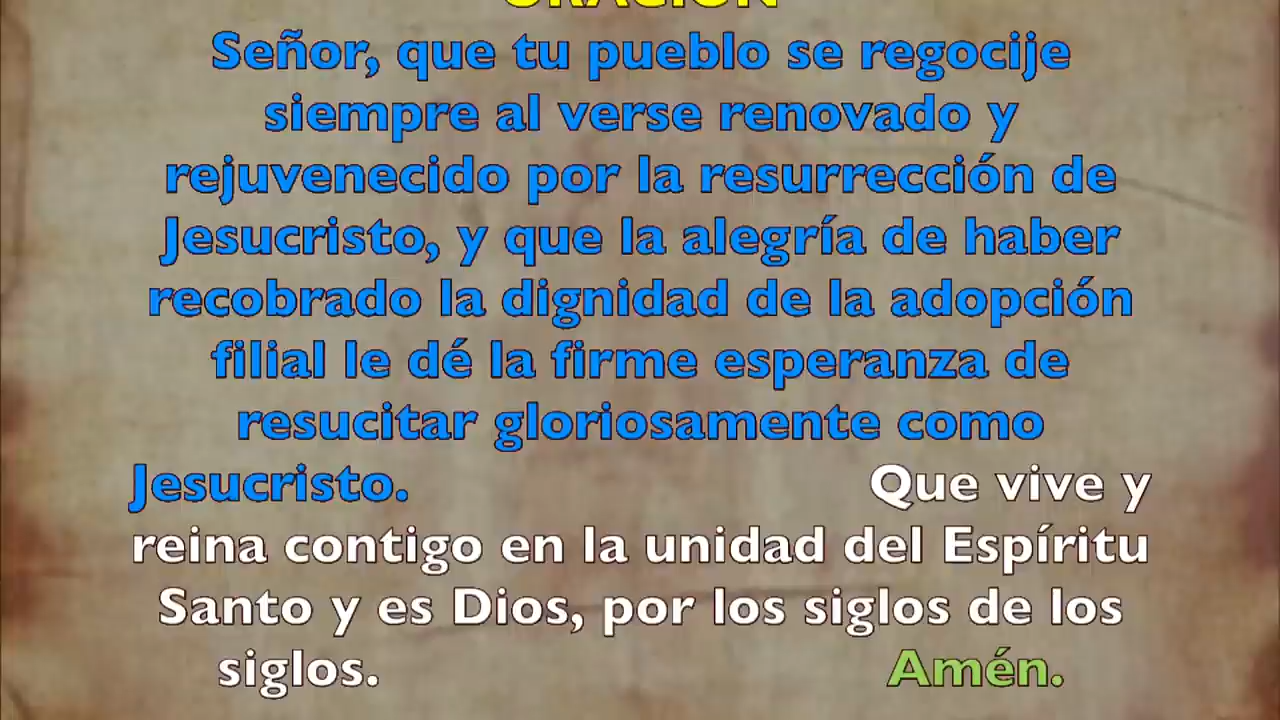 ORACIÓN
Señor, que tu pueblo se regocije
siempre al verse renovado y
rejuvenecido por la resurrección de
Jesucristo, y que la alegría de haber
recobrado la dignidad de la adopción
filial le dé la firme esperanza de
resucitar gloriosamente como
Jesucristo. Que vive y
reina contigo en la unidad del Espíritu
Santo y es Dios, por los siglos de los
siglos. Amén.